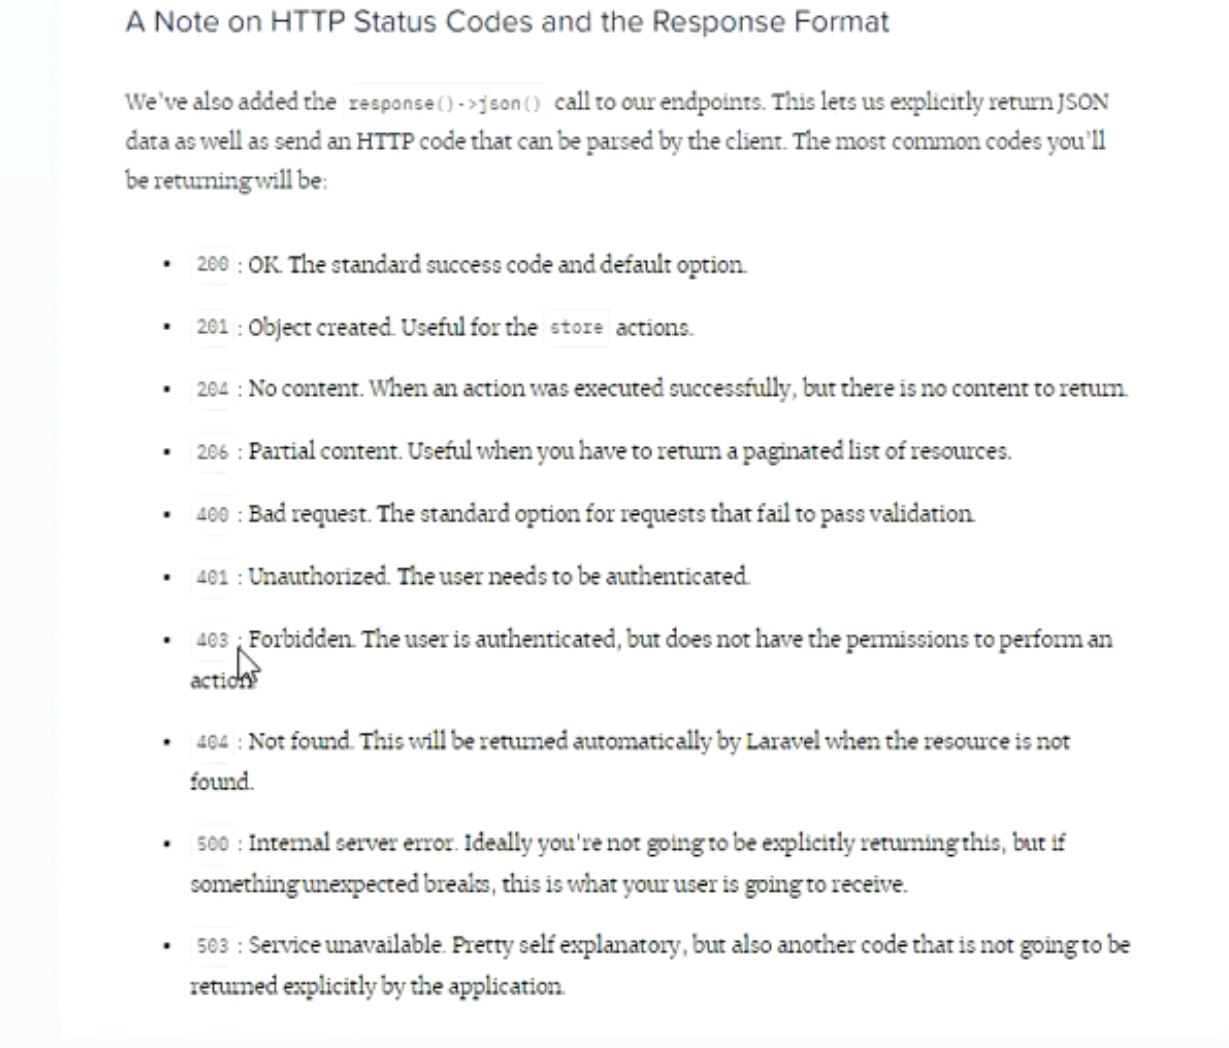 A Note on HTTP Status Codes and the Response Format
We've also added the response()->json() call to our endpoints. This lets us explicitly return JSON
data as well as send an HTTP code that can be parsed by the client. The most common codes you'll
be returning will be:
• 200 : OK. The standard success code and default option.
• 201 : Object created. Useful for the store actions.
• 204 : No content. When an action was executed successfully, but there is no content to return.
• 206 : Partial content. Useful when you have to return a paginated list of resources.
• 400 : Bad request. The standard option for requests that fail to pass validation.
• 401 : Unauthorized. The user needs to be authenticated.
• 403 : Forbidden. The user is authenticated, but does not have the permissions to perform an
action.
• 404 : Not found. This will be returned automatically by Laravel when the resource is not
found.
• 500 : Internal server error. Ideally you're not going to be explicitly returning this, but if
something unexpected breaks, this is what your user is going to receive.
• 503 : Service unavailable. Pretty self explanatory, but also another code that is not going to be
returned explicitly by the application.